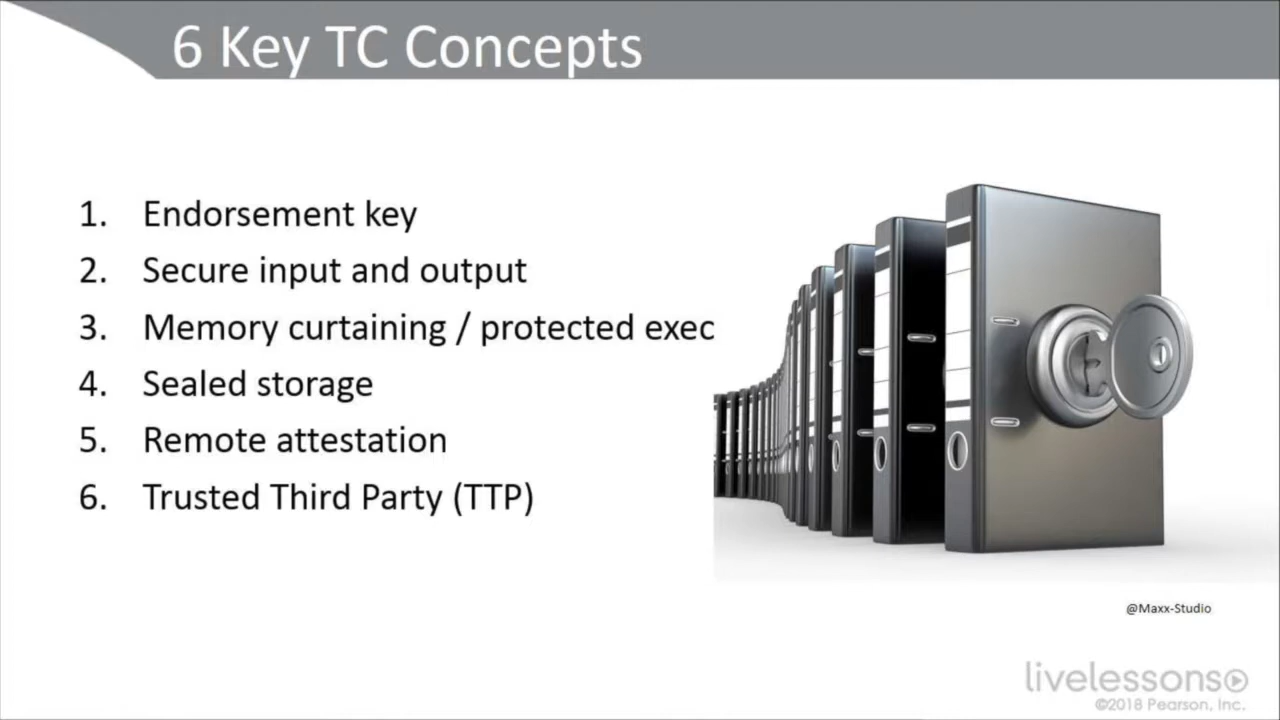 6 Key TC Concepts
1. Endorsement key
2. Secure input and output
3. Memory curtaining / protected exec
4. Sealed storage
5. Remote attestation
6. Trusted Third Party (TTP)
@Maxx-Studio
livelessons
©2018 Pearson, Inc.